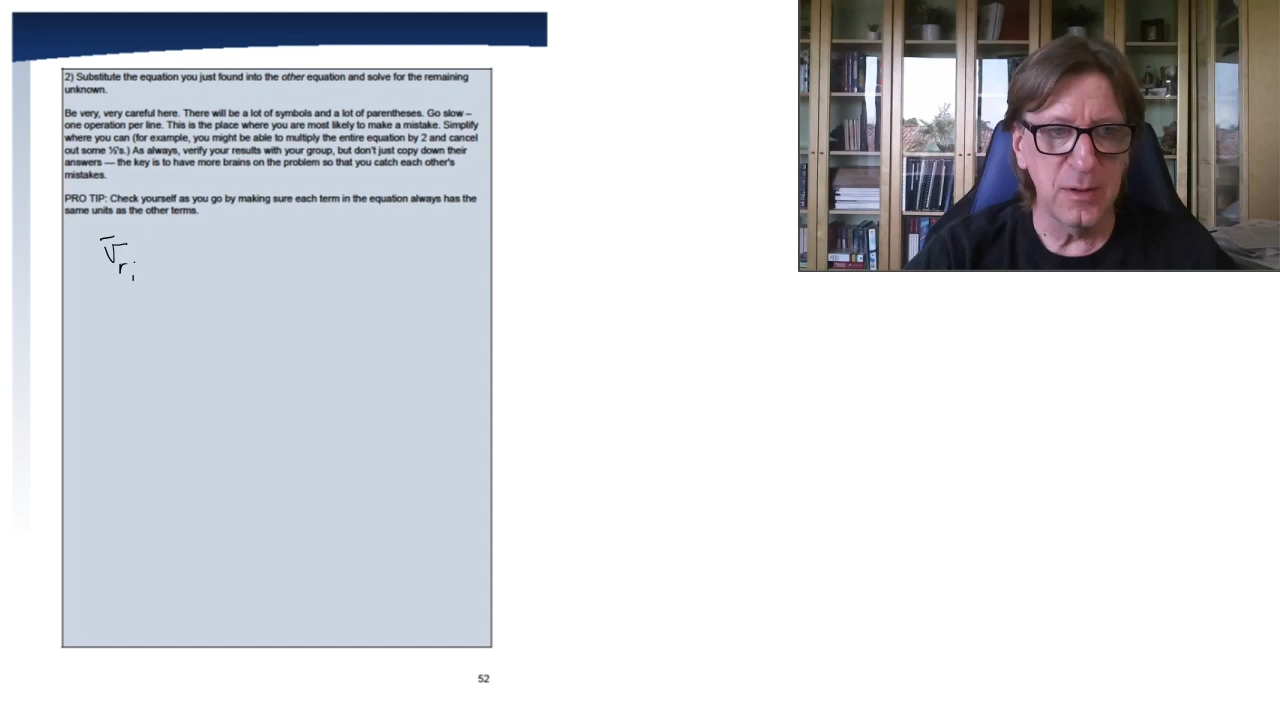 2) Substitute the equation you just found into the other equation and solve for the remaining
unknown.
Be very, very careful here. There will be a lot of symbols and a lot of parentheses. Go slow –
one operation per line. This is the place where you are most likely to make a mistake. Simplify
where you can (for example, you might be able to multiply the entire equation by 2 and cancel
out some ½'s.) As always, verify your results with your group, but don't just copy down their
answers — the key is to have more brains on the problem so that you catch each other's
mistakes.
PRO TIP: Check yourself as you go by making sure each term in the equation always has the
same units as the other terms.
52